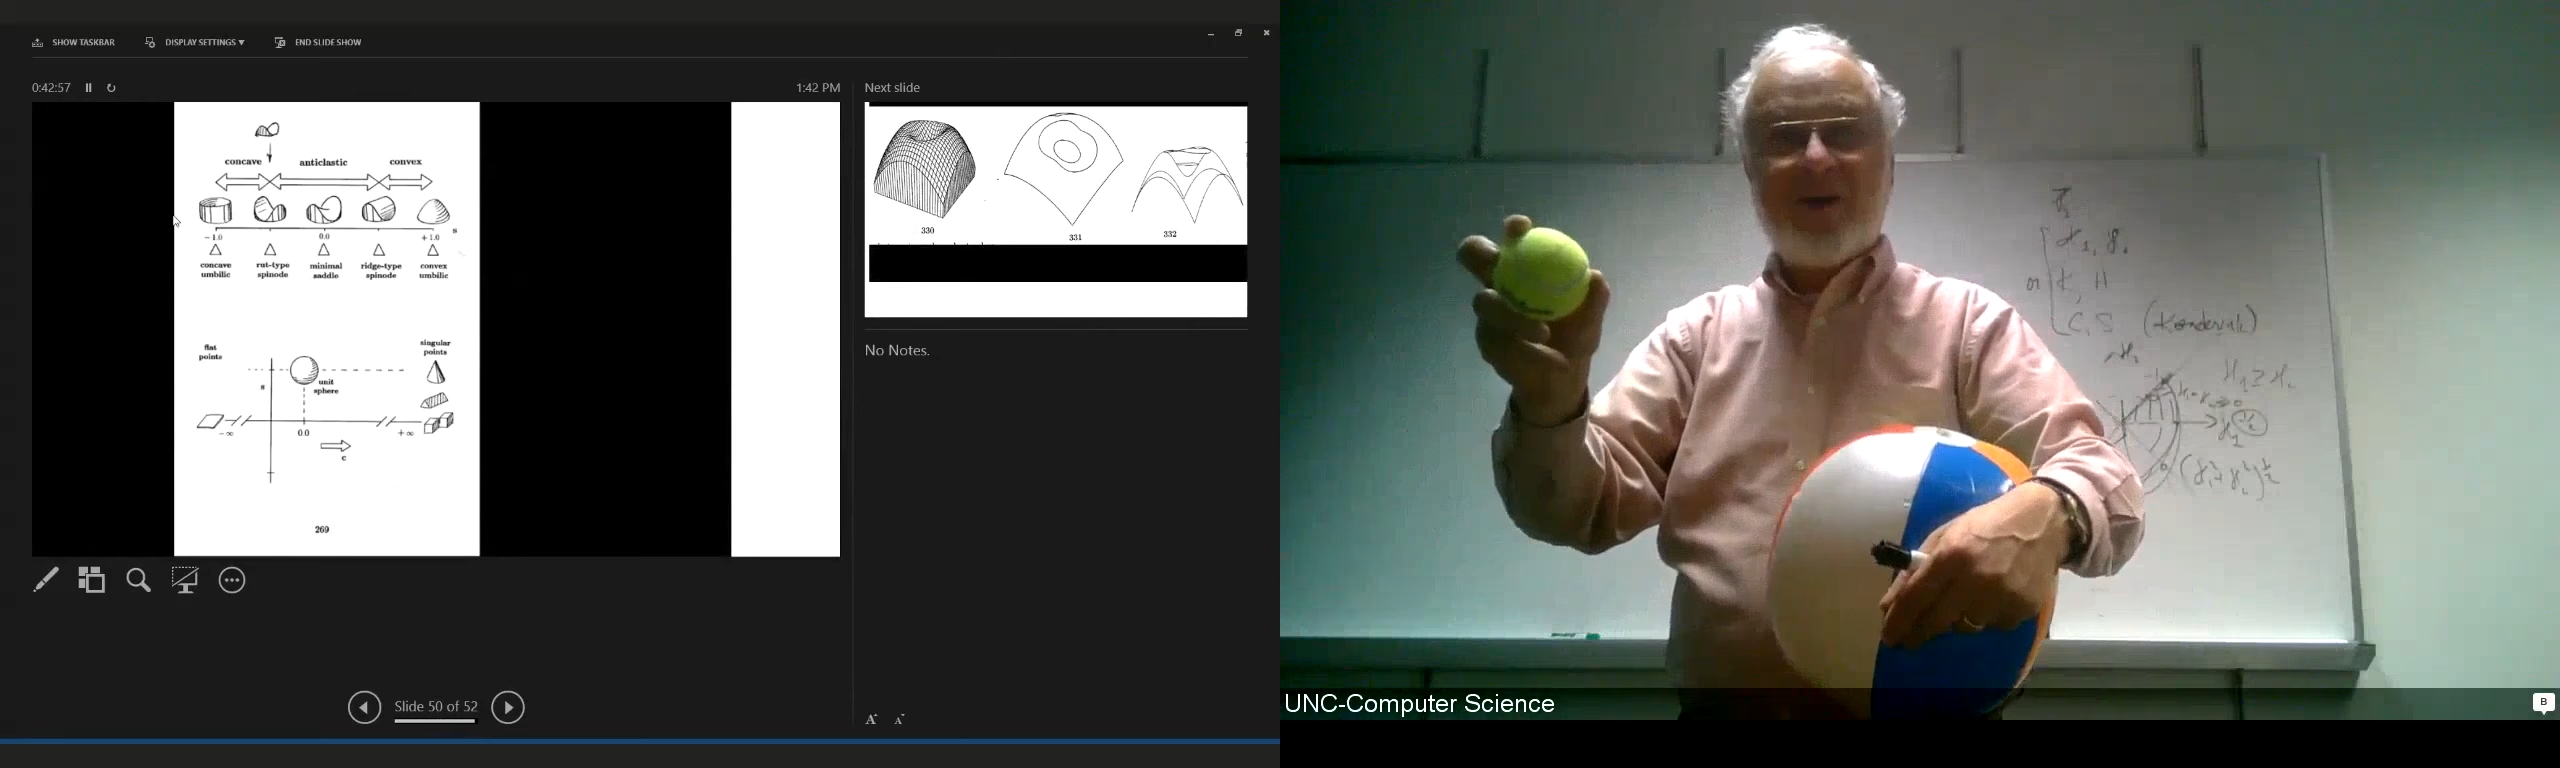 SHOW TASKBAR
DISPLAY SETTINGS ▼
END SLIDE SHOW
0:42:57
1:42 PM
concave
anticlastic
convex
s
-1.0
0.0
+1.0
concave umbilic
rut-type spinode
minimal saddle
ridge-type spinode
convex umbilic
flat points
singular points
s
unit sphere
-∞
0.0
+∞
c
269
Slide 50 of 52
Next slide
330
331
332
No Notes.
A
A
K, H
C, S
UNC-Computer Science
B